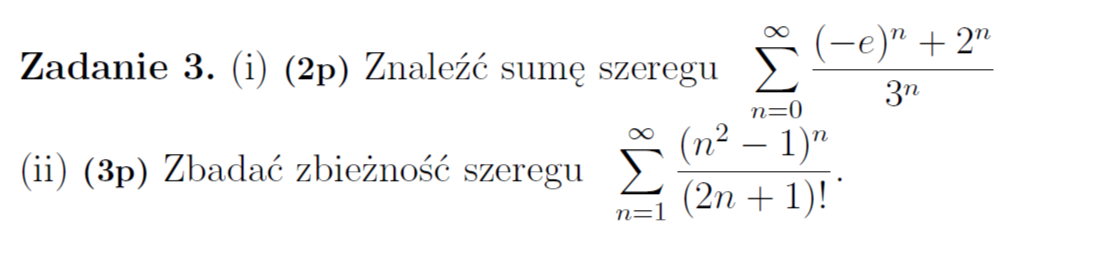 Zadanie 3. (i) (2p) Znaleźć sumę szeregu $\sum_{n=0}^{\infty} \frac{(-e)^n + 2^n}{3^n}$
(ii) (3p) Zbadać zbieżność szeregu $\sum_{n=1}^{\infty} \frac{(n^2 - 1)^n}{(2n + 1)!}$.